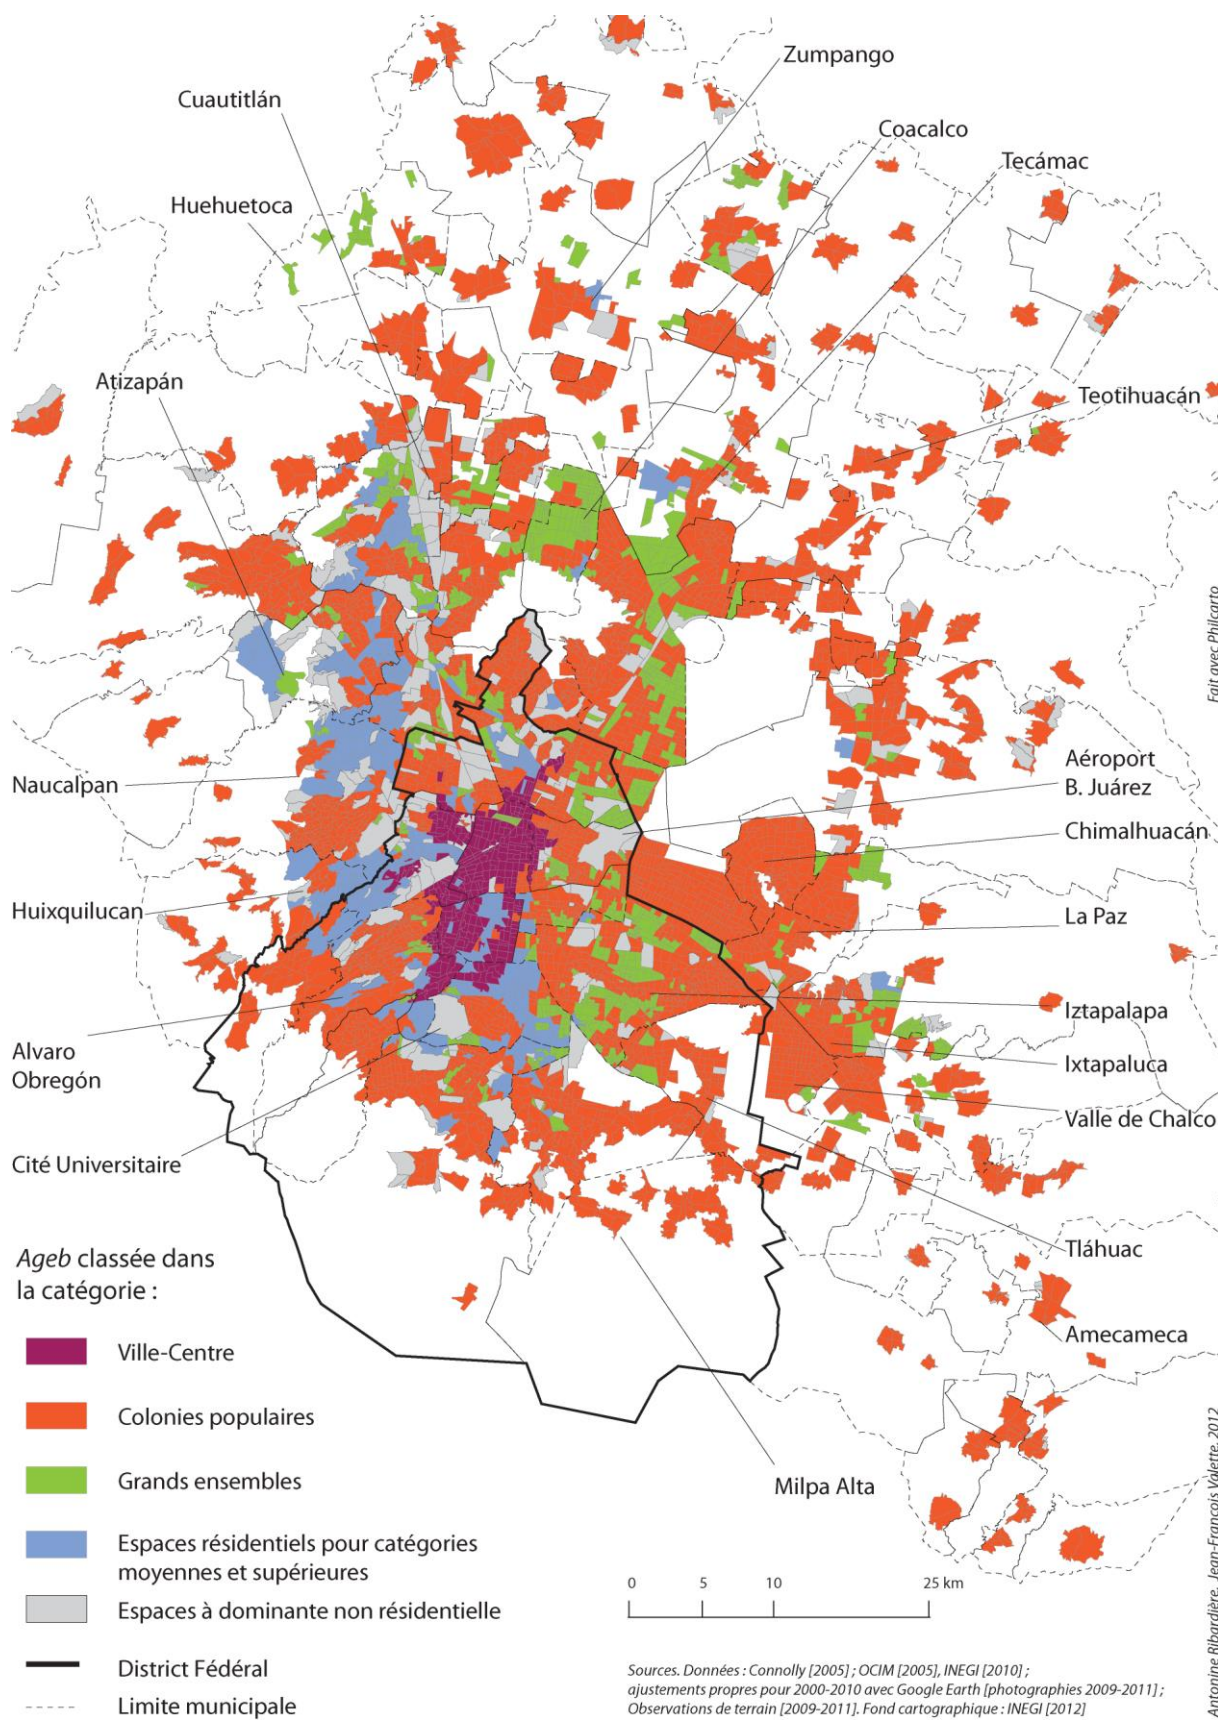 Zumpango
Cuautitlán
Coacalco
Tecámac
Huehuetoca
Atizapán
Teotihuacán
Fait avec Philcarto
Naucalpan
Aéroport
B. Juárez
Chimalhuacán
Huixquilucan
La Paz
Iztapalapa
Alvaro
Obregón
Ixtapaluca
Valle de Chalco
Cité Universitaire
Tláhuac
Ageb classée dans
la catégorie :
Amecameca
Ville-Centre
Colonies populaires
Milpa Alta
Grands ensembles
Espaces résidentiels pour catégories
moyennes et supérieures
Espaces à dominante non résidentielle
0 5 10 25 km
District Fédéral
Limite municipale
Sources. Données : Connolly [2005] ; OCIM [2005], INEGI [2010] ;
ajustements propres pour 2000-2010 avec Google Earth [photographies 2009-2011] ;
Observations de terrain [2009-2011]. Fond cartographique : INEGI [2012]
Antonine Ribardière, Jean-François Valette, 2012